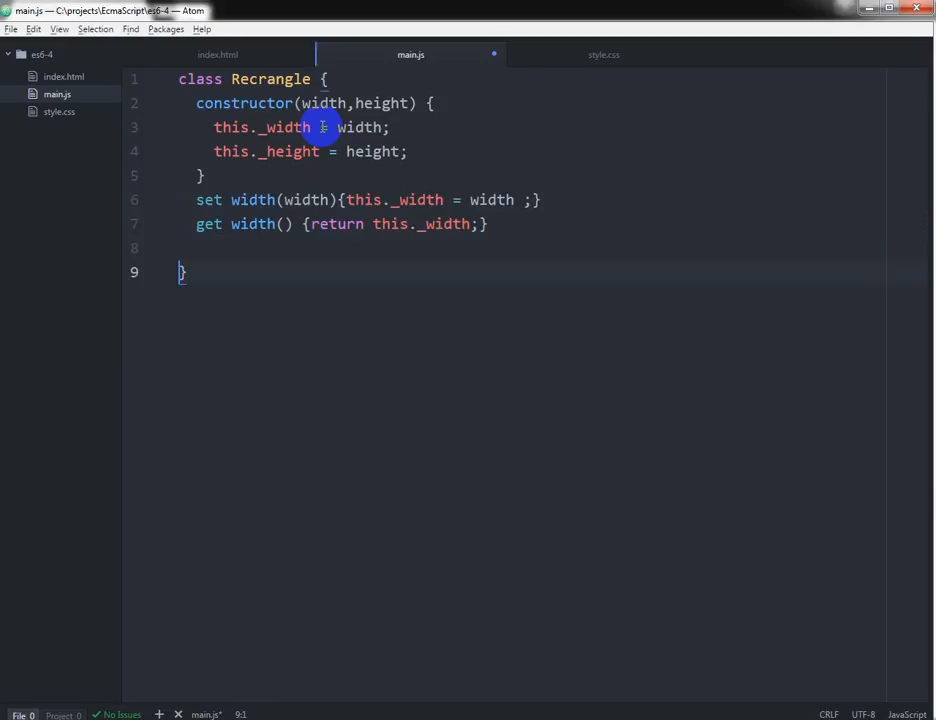 main.js — C:\projects\EcmaScript\es6-4 — Atom
File Edit View Selection Find Packages Help
es6-4
index.html
main.js
style.css
index.html main.js style.css
1 class Recrangle {
2 constructor(width,height) {
3 this._width = width;
4 this._height = height;
5 }
6 set width(width){this._width = width ;}
7 get width() {return this._width;}
8
9 }
File 0 Project 0 No Issues + × main.js* 9:1 CRLF UTF-8 JavaScript